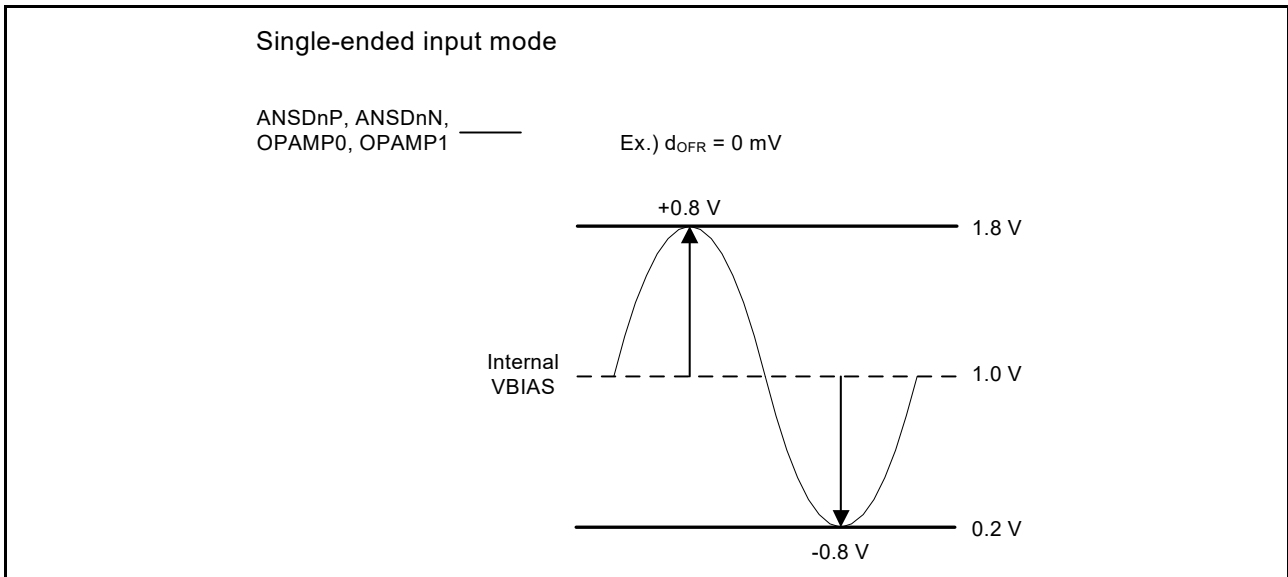 Single-ended input mode
ANSDnP, ANSDnN,
OPAMP0, OPAMP1
Ex.) dOFR = 0 mV
+0.8 V
1.8 V
Internal
VBIAS
1.0 V
0.2 V
-0.8 V